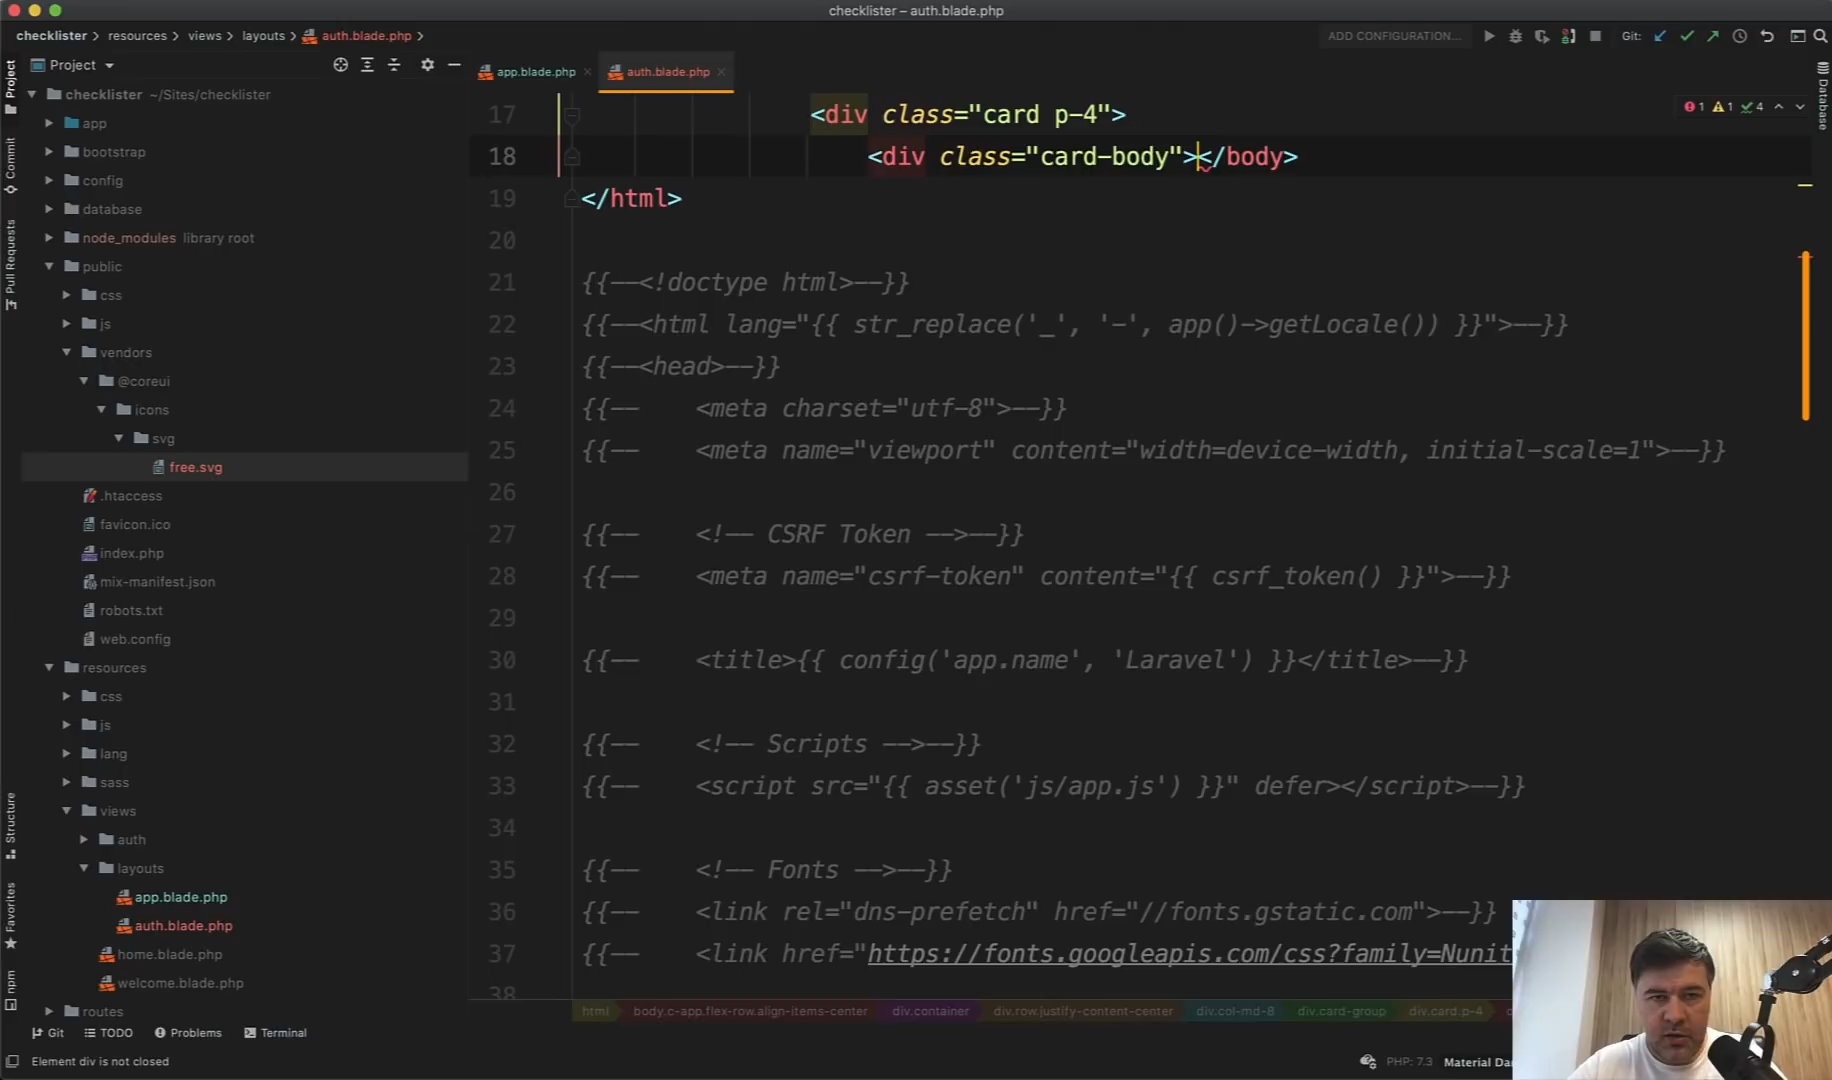 checklister – auth.blade.php
checklister > resources > views > layouts > auth.blade.php >
ADD CONFIGURATION...
Git:
Project
app.blade.php
auth.blade.php
checklister ~/Sites/checklister
app
bootstrap
config
database
node_modules library root
public
css
js
vendors
@coreui
icons
svg
free.svg
.htaccess
favicon.ico
index.php
mix-manifest.json
robots.txt
web.config
resources
css
js
lang
sass
views
auth
layouts
app.blade.php
auth.blade.php
home.blade.php
welcome.blade.php
routes
Project
Commit
Pull Requests
Structure
Favorites
npm
Database
1 1 4
17 <div class="card p-4">
18 <div class="card-body"></body>
19 </html>
20
21 {{--<!doctype html>--}}
22 {{--<html lang="{{ str_replace('_', '-', app()->getLocale()) }}">--}}
23 {{--<head>--}}
24 {{-- <meta charset="utf-8">--}}
25 {{-- <meta name="viewport" content="width=device-width, initial-scale=1">--}}
26
27 {{-- <!-- CSRF Token -->--}}
28 {{-- <meta name="csrf-token" content="{{ csrf_token() }}">--}}
29
30 {{-- <title>{{ config('app.name', 'Laravel') }}</title>--}}
31
32 {{-- <!-- Scripts -->--}}
33 {{-- <script src="{{ asset('js/app.js') }}" defer></script>--}}
34
35 {{-- <!-- Fonts -->--}}
36 {{-- <link rel="dns-prefetch" href="//fonts.gstatic.com">--}}
37 {{-- <link href="https://fonts.googleapis.com/css?family=Nunit
38
html body.c-app.flex-row.align-items-center div.container div.row.justify-content-center div.col-md-8 div.card-group div.card.p-4
Git TODO Problems Terminal
Element div is not closed
PHP: 7.3 Material Da